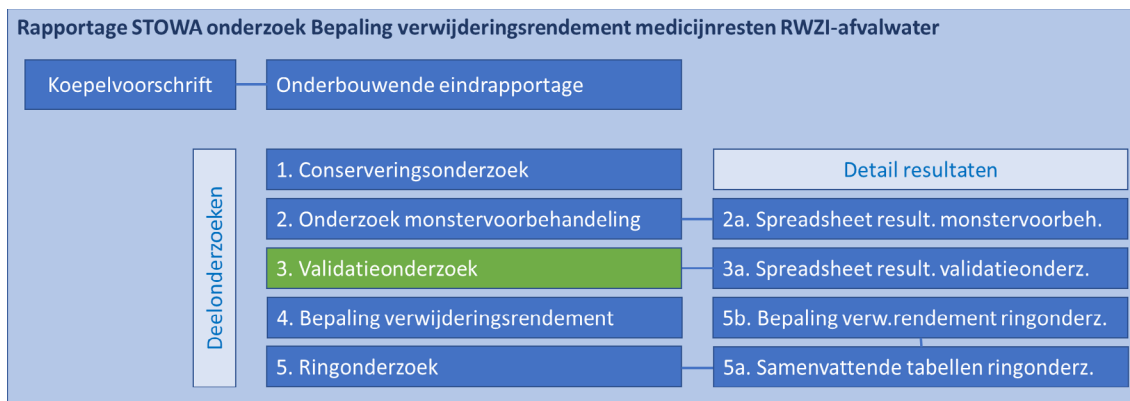 Rapportage STOWA onderzoek Bepaling verwijderingsrendement medicijnresten RWZI-afvalwater
Koepelvoorschrift
Onderbouwende eindrapportage
Deelonderzoeken
1. Conserveringsonderzoek
Detail resultaten
2. Onderzoek monstervoorbehandeling
2a. Spreadsheet result. monstervoorbeh.
3. Validatieonderzoek
3a. Spreadsheet result. validatieonderz.
4. Bepaling verwijderingsrendement
5b. Bepaling verw.rendement ringonderz.
5. Ringonderzoek
5a. Samenvattende tabellen ringonderz.